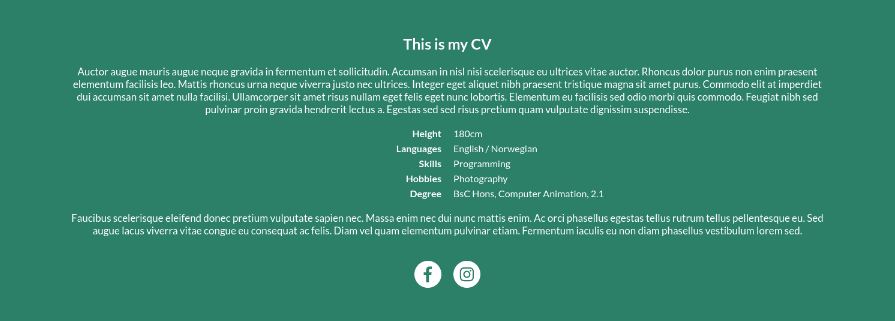 This is my CV
Auctor augue mauris augue neque gravida in fermentum et sollicitudin. Accumsan in nisl nisi scelerisque eu ultrices vitae auctor. Rhoncus dolor purus non enim praesent
elementum facilisis leo. Mattis rhoncus urna neque viverra justo nec ultrices. Integer eget aliquet nibh praesent tristique magna sit amet purus. Commodo elit at imperdiet
dui accumsan sit amet nulla facilisi. Ullamcorper sit amet risus nullam eget felis eget nunc lobortis. Elementum eu facilisis sed odio morbi quis commodo. Feugiat nibh sed
pulvinar proin gravida hendrerit lectus a. Egestas sed sed risus pretium quam vulputate dignissim suspendisse.
Height 180cm
Languages English / Norwegian
Skills Programming
Hobbies Photography
Degree BsC Hons, Computer Animation, 2.1
Faucibus scelerisque eleifend donec pretium vulputate sapien nec. Massa enim nec dui nunc mattis enim. Ac orci phasellus egestas tellus rutrum tellus pellentesque eu. Sed
augue lacus viverra vitae congue eu consequat ac felis. Diam vel quam elementum pulvinar etiam. Fermentum iaculis eu non diam phasellus vestibulum lorem sed.